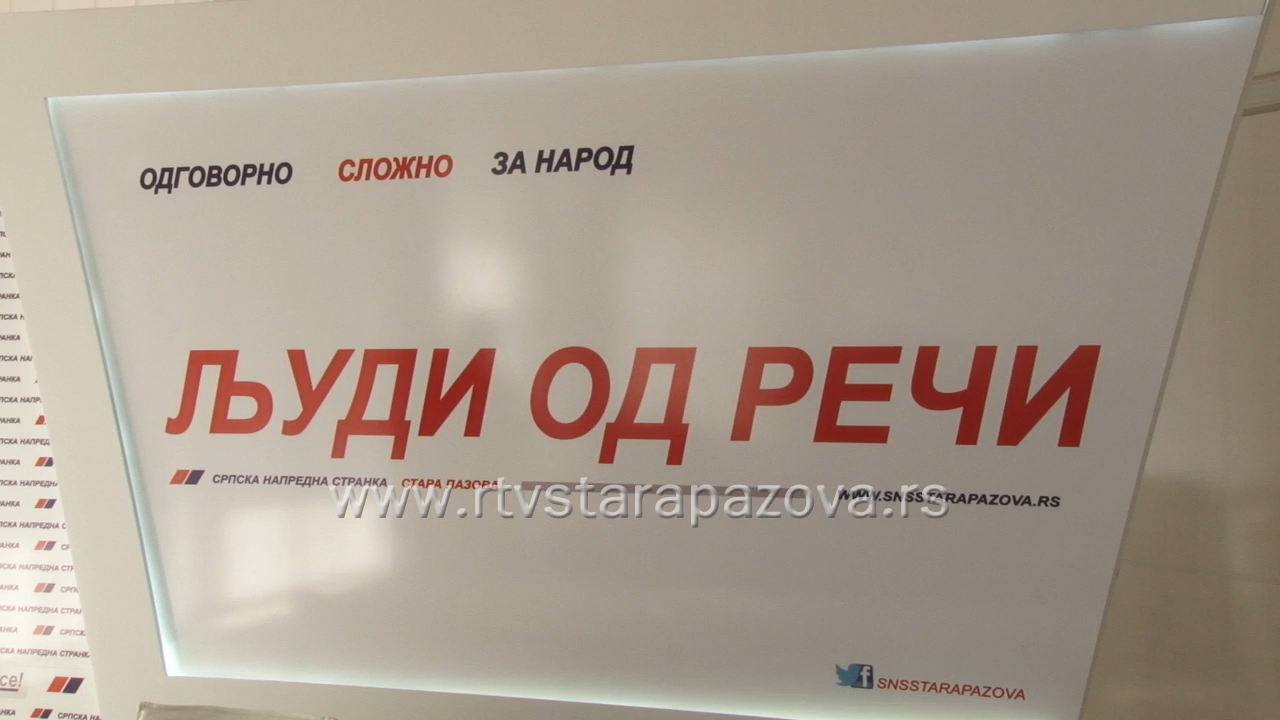 ОДГОВОРНО СЛОЖНО ЗА НАРОД
ЉУДИ ОД РЕЧИ
СРПСКА НАПРЕДНА СТРАНКА СТАРА ПАЗОВА WWW.SNSSTARAPAZOVA.RS
www.rtvstarapazova.rs
SNSSTARAPAZOVA